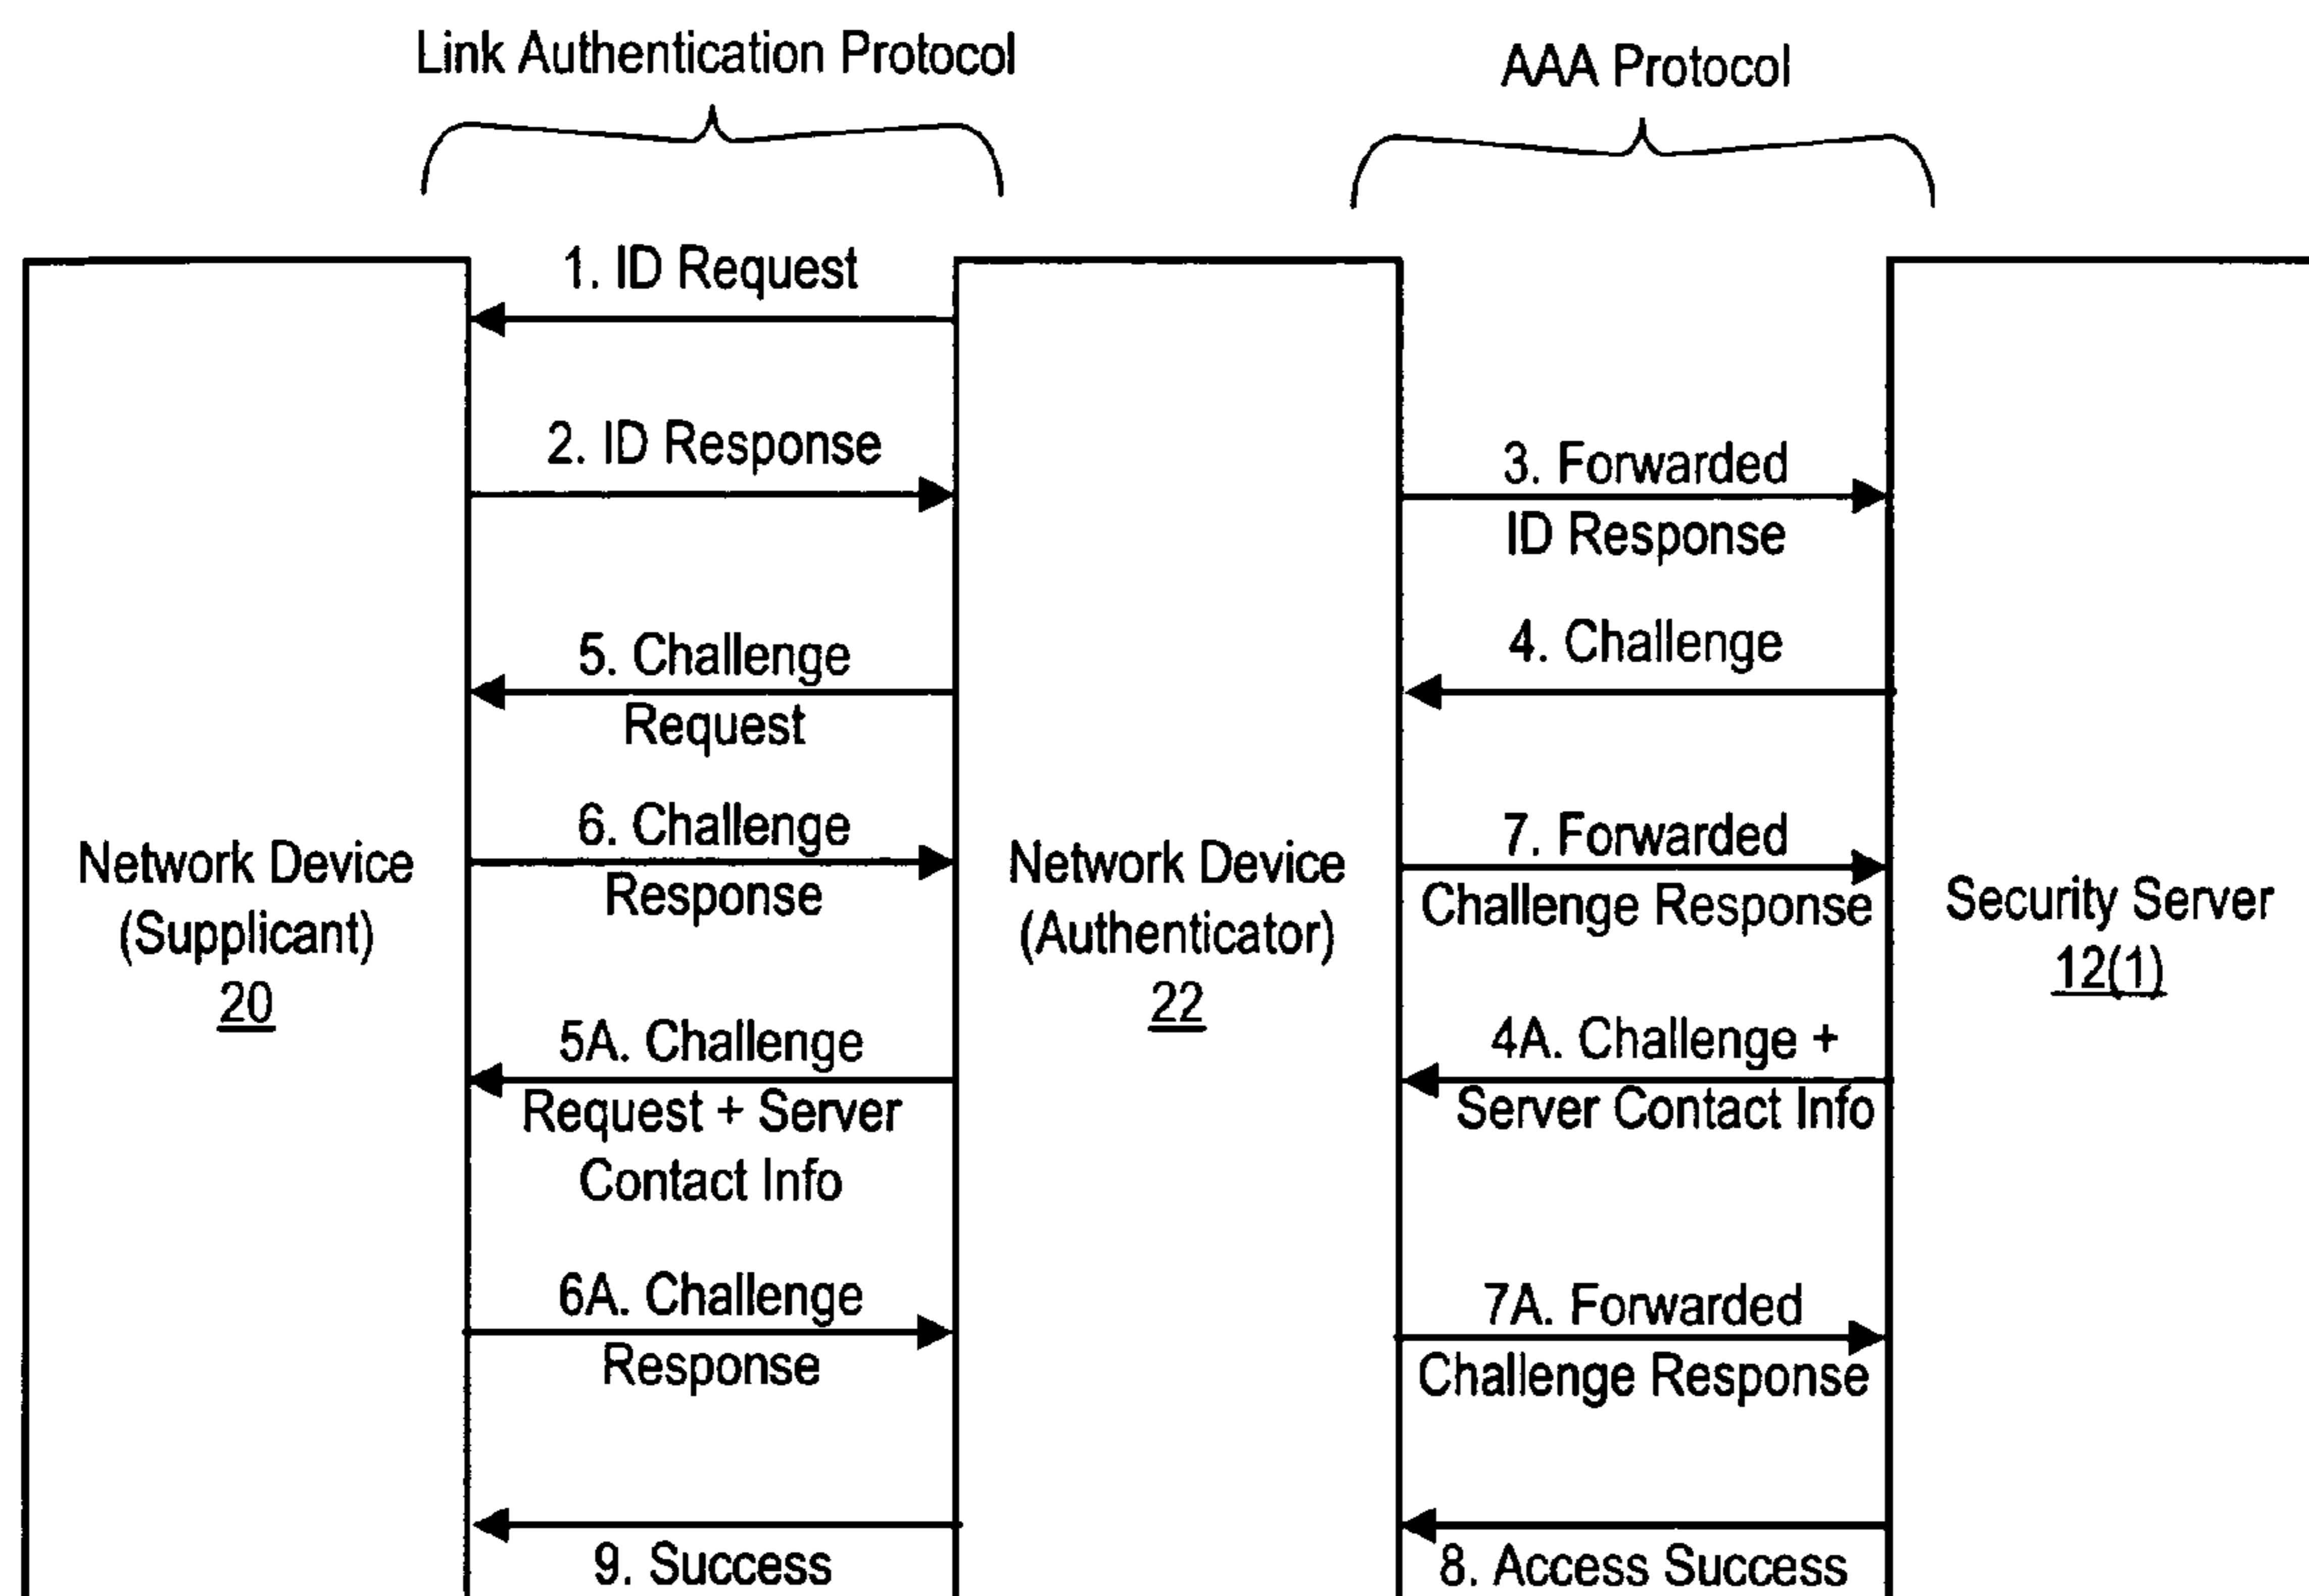 Link Authentication Protocol
AAA Protocol
1. ID Request
2. ID Response
3. Forwarded
ID Response
5. Challenge
Request
4. Challenge
6. Challenge
Response
7. Forwarded
Challenge Response
Network Device
(Supplicant)
20
Network Device
(Authenticator)
22
Security Server
12(1)
5A. Challenge
Request + Server
Contact Info
4A. Challenge +
Server Contact Info
6A. Challenge
Response
7A. Forwarded
Challenge Response
9. Success
8. Access Success